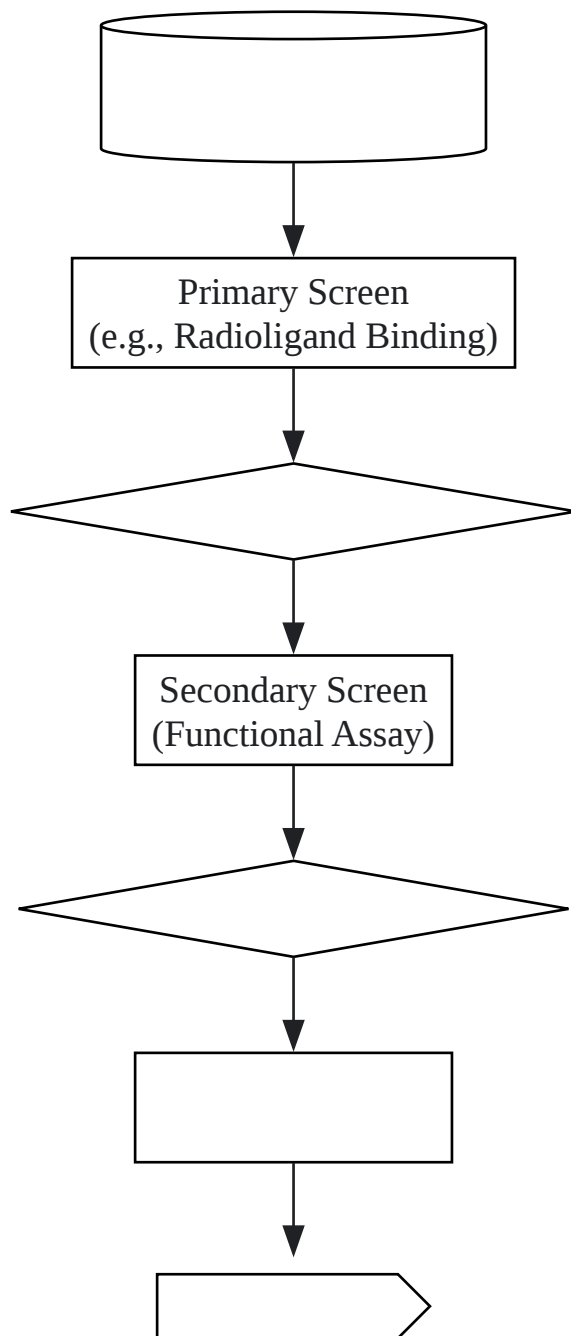 Primary Screen
(e.g., Radioligand Binding)
Secondary Screen
(Functional Assay)